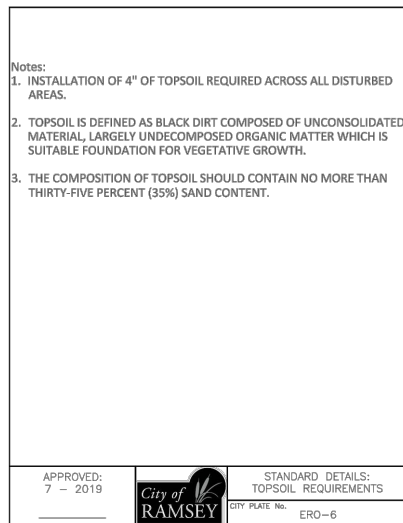 Notes:
1. INSTALLATION OF 4" OF TOPSOIL REQUIRED ACROSS ALL DISTURBED
AREAS.
2. TOPSOIL IS DEFINED AS BLACK DIRT COMPOSED OF UNCONSOLIDATED
MATERIAL, LARGELY UNDECOMPOSED ORGANIC MATTER WHICH IS
SUITABLE FOUNDATION FOR VEGETATIVE GROWTH.
3. THE COMPOSITION OF TOPSOIL SHOULD CONTAIN NO MORE THAN
THIRTY-FIVE PERCENT (35%) SAND CONTENT.
APPROVED:
7 - 2019
City of
RAMSEY
STANDARD DETAILS:
TOPSOIL REQUIREMENTS
CITY PLATE No.
ERO-6